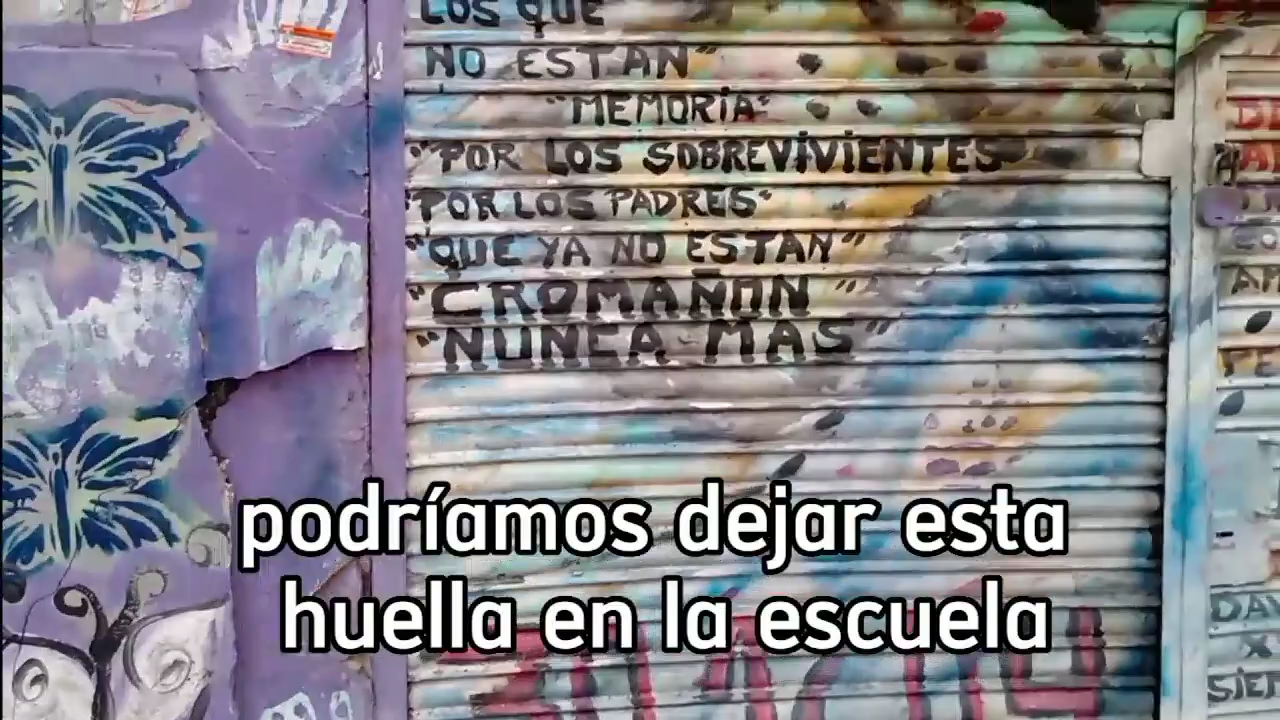 LOS QUE
NO ESTAN"
"MEMORiA"
"POR LOS SOBREViViENTES
"POR LOS PADRES"
"QUE YA NO ESTAN"
"CROMAÑON"
"NUNCA MAS"
podríamos dejar esta
huella en la escuela